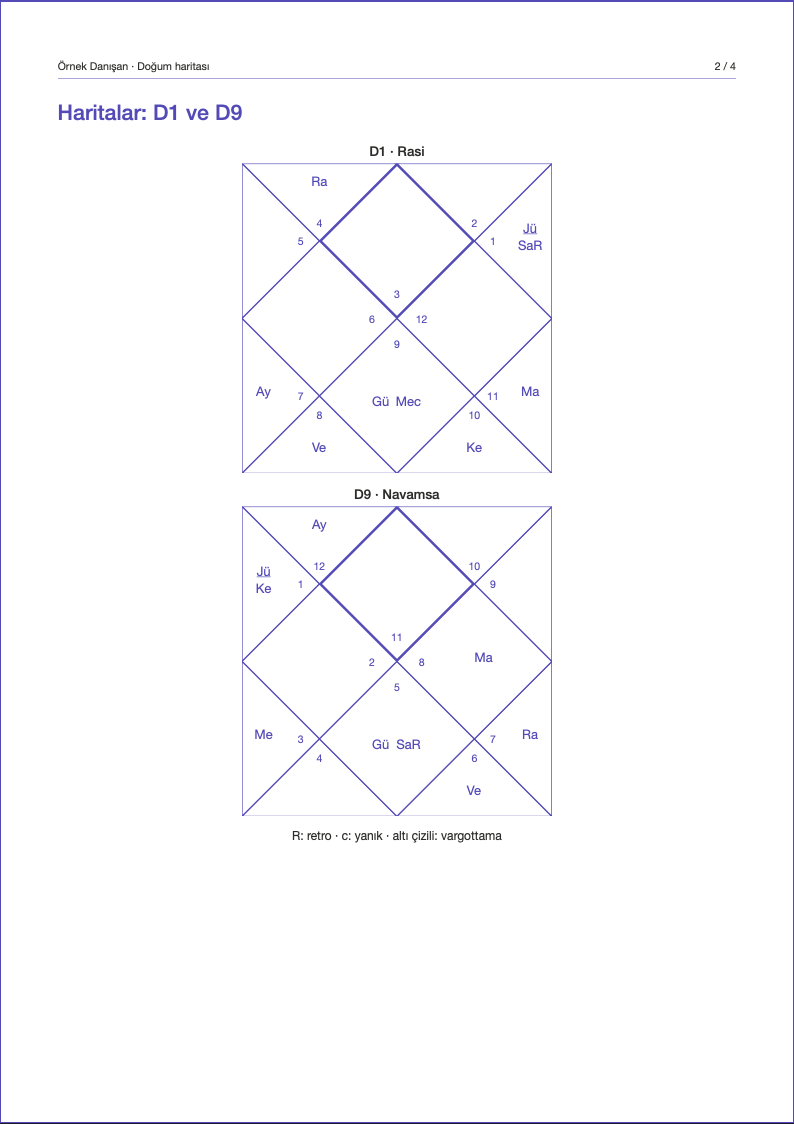 Örnek Danışan · Doğum haritası 2 / 4
Haritalar: D1 ve D9
D1 · Rasi
Ra
4 2
Jü
5 1
SaR
3
6 12
9
Ay 7 11 Ma
Gü Mec
8 10
Ve Ke
D9 · Navamsa
Ay
12 10
Jü
1 9
Ke
11
2 8 Ma
5
Me 3 7 Ra
Gü SaR
4 6
Ve
R: retro · c: yanık · altı çizili: vargottama